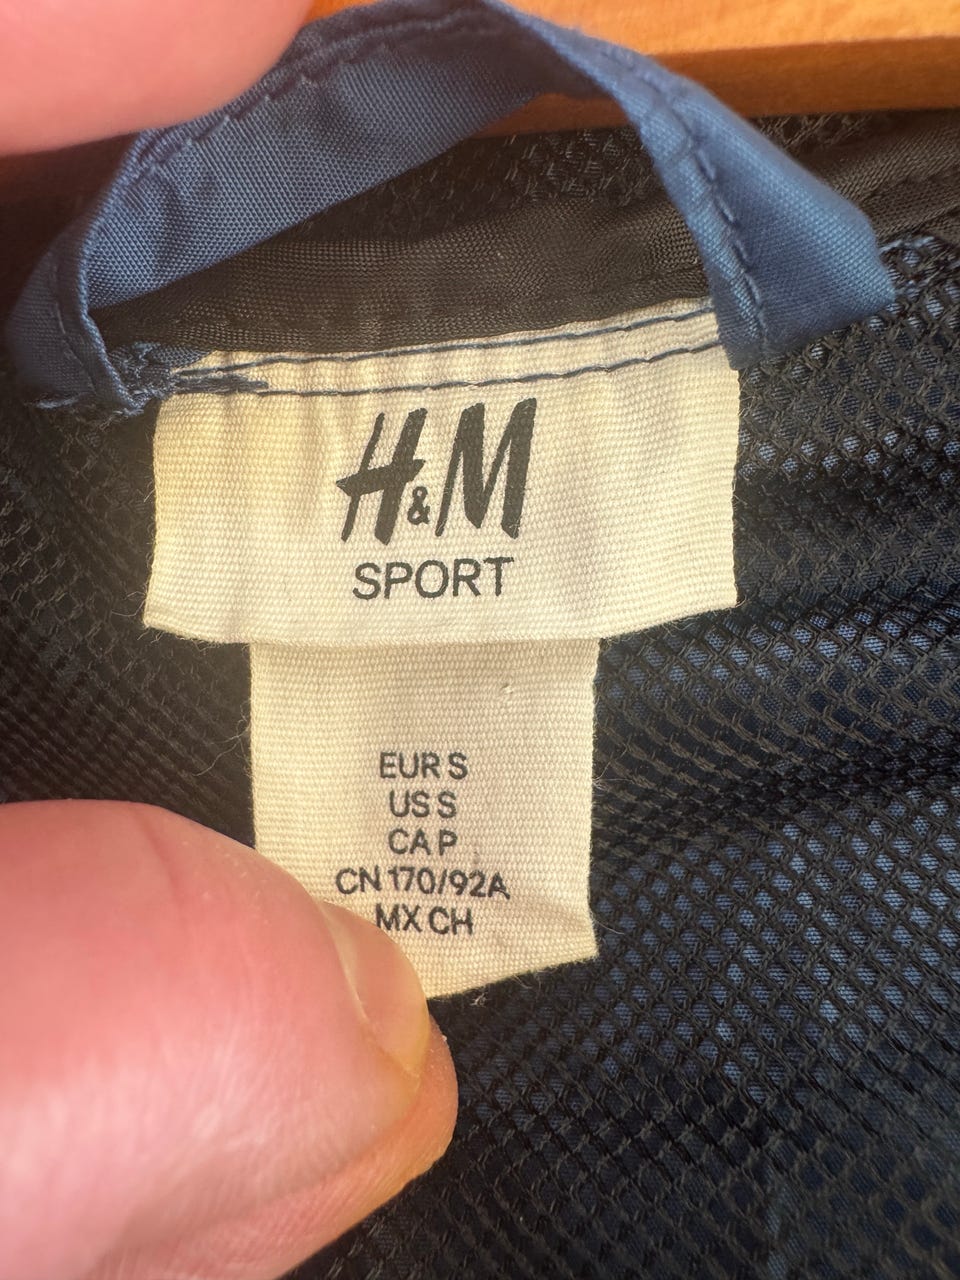 H&M
SPORT
EUR S
US S
CA P
CN 170/92A
MX CH